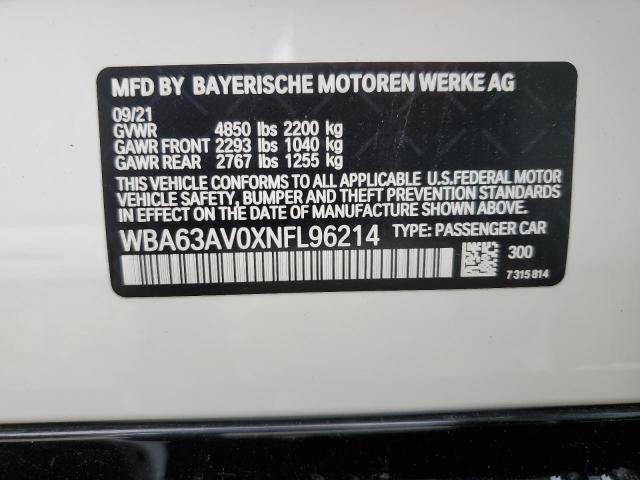 MFD BY BAYERISCHE MOTOREN WERKE AG
09/21
GVWR 4850 lbs 2200 kg
GAWR FRONT 2293 lbs 1040 kg
GAWR REAR 2767 lbs 1255 kg
THIS VEHICLE CONFORMS TO ALL APPLICABLE U.S.FEDERAL MOTOR
VEHICLE SAFETY, BUMPER AND THEFT PREVENTION STANDARDS IN
EFFECT ON THE DATE OF MANUFACTURE SHOWN ABOVE.
WBA63AV0XNFL96214 TYPE: PASSENGER CAR
300
7315814